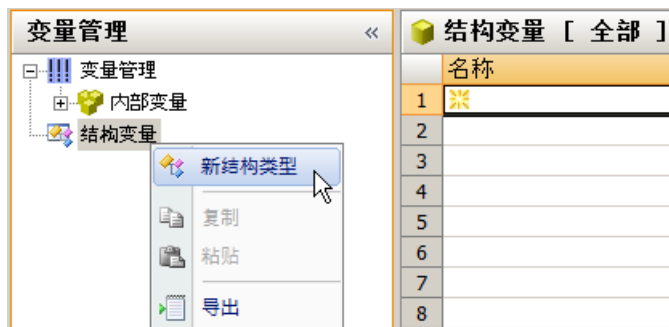 变量管理 «
变量管理
内部变量
结构变量
新结构类型
复制
粘贴
导出
结构变量 [ 全部 ]
名称
1
2
3
4
5
6
7
8